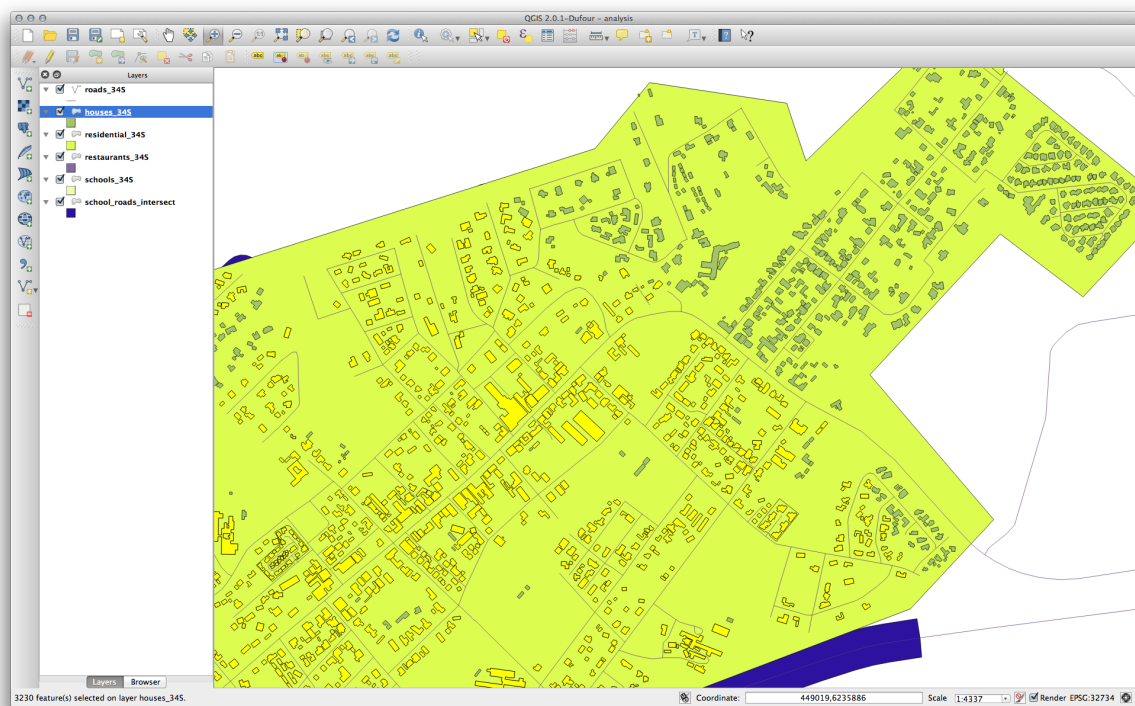 QGIS 2.0.1-Dufour – analysis
Layers
roads_34S
houses_34S
residential_34S
restaurants_34S
schools_34S
school_roads_intersect
Layers Browser
3230 feature(s) selected on layer houses_34S.
Coordinate: 449019,6235886 Scale 1:4337 Render EPSG:32734